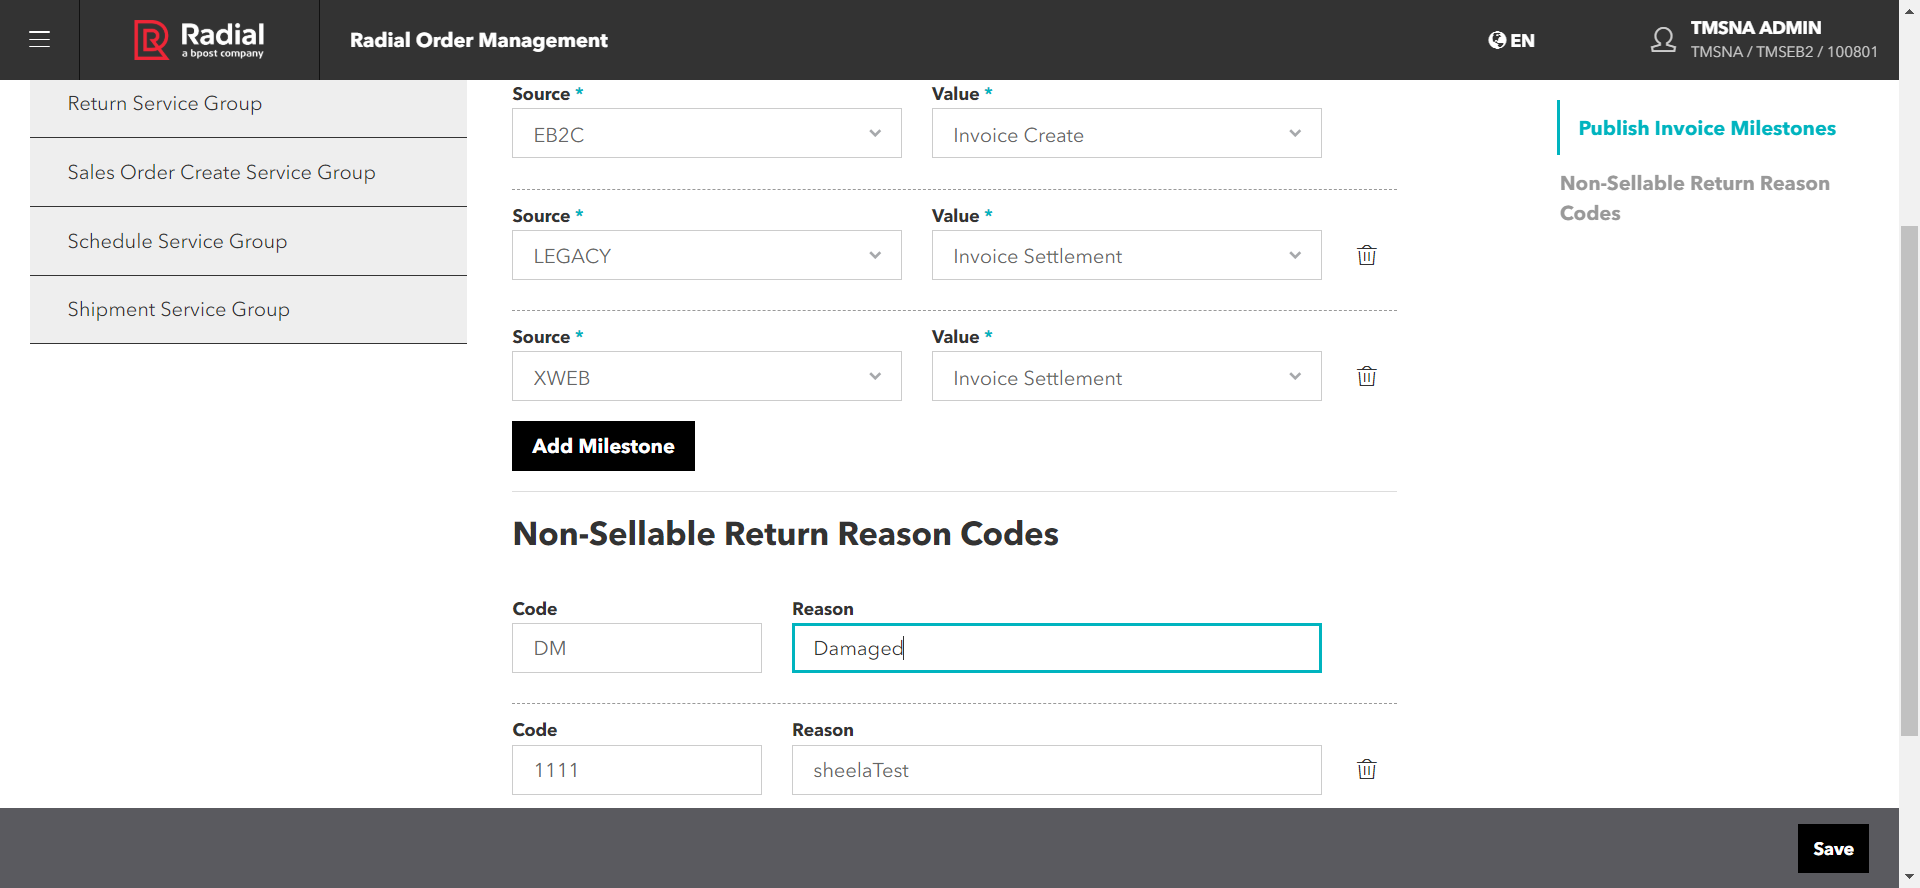 Radial
a bpost company
Radial Order Management
EN
TMSNA ADMIN
TMSNA / TMSEB2 / 100801
Return Service Group
Sales Order Create Service Group
Schedule Service Group
Shipment Service Group
Source *
Value *
EB2C
Invoice Create
Source *
Value *
LEGACY
Invoice Settlement
Source *
Value *
XWEB
Invoice Settlement
Add Milestone
Non-Sellable Return Reason Codes
Code
Reason
DM
Damaged
Code
Reason
1111
sheelaTest
Publish Invoice Milestones
Non-Sellable Return Reason
Codes
Save